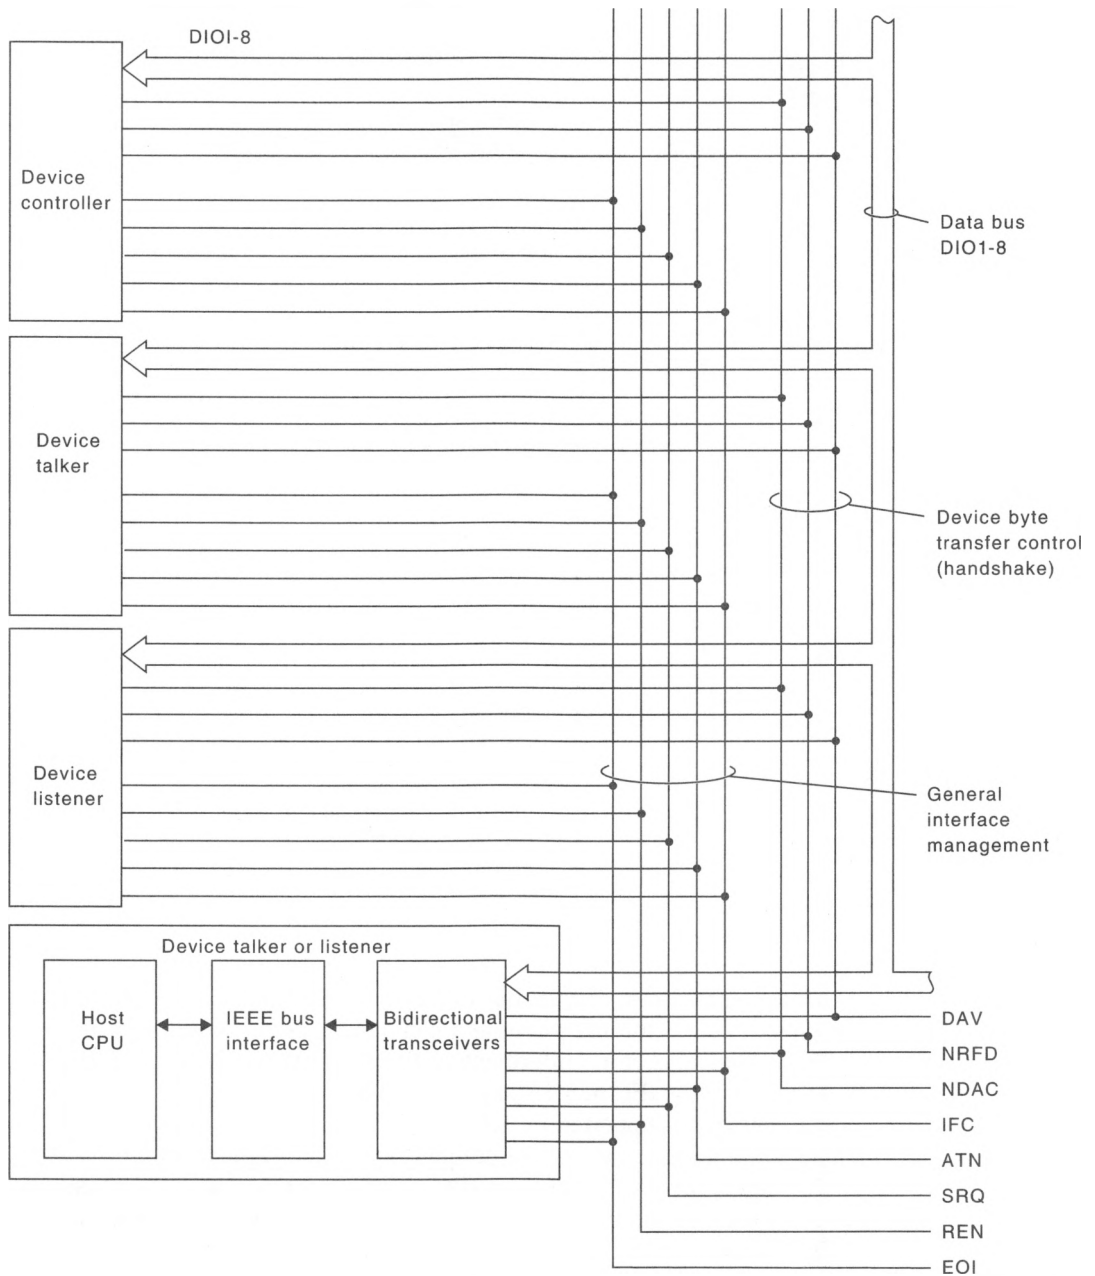 DIOI-8
Device
controller
Data bus
DIO1-8
Device
talker
Device byte
transfer control
(handshake)
Device
listener
General
interface
management
Device talker or listener
Host
CPU
IEEE bus
interface
Bidirectional
transceivers
DAV
NRFD
NDAC
IFC
ATN
SRQ
REN
EOI